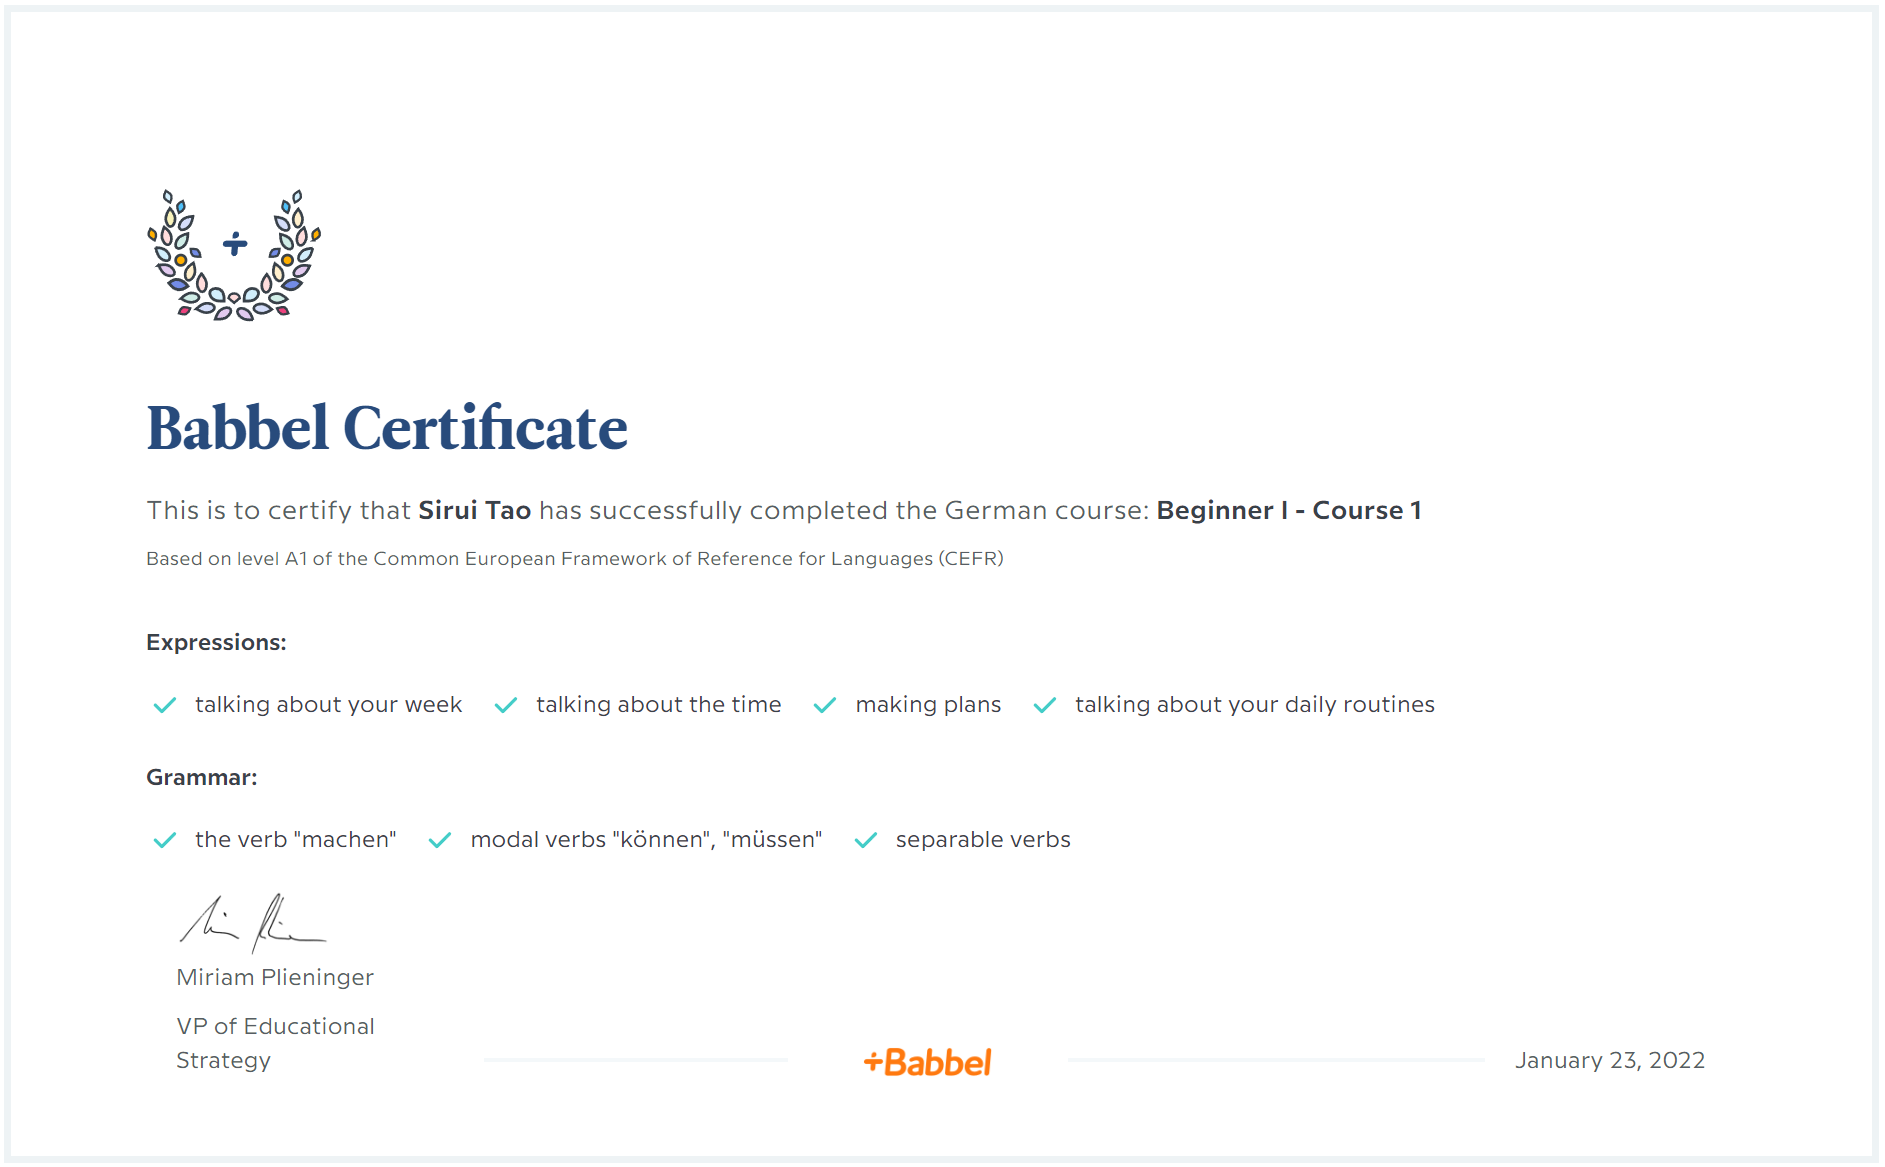 Babbel Certificate
This is to certify that Sirui Tao has successfully completed the German course: Beginner I - Course 1
Based on level A1 of the Common European Framework of Reference for Languages (CEFR)
Expressions:
talking about your week talking about the time making plans talking about your daily routines
Grammar:
the verb "machen" modal verbs "können", "müssen" separable verbs
Miriam Plieninger
VP of Educational
Strategy
+Babbel
January 23, 2022